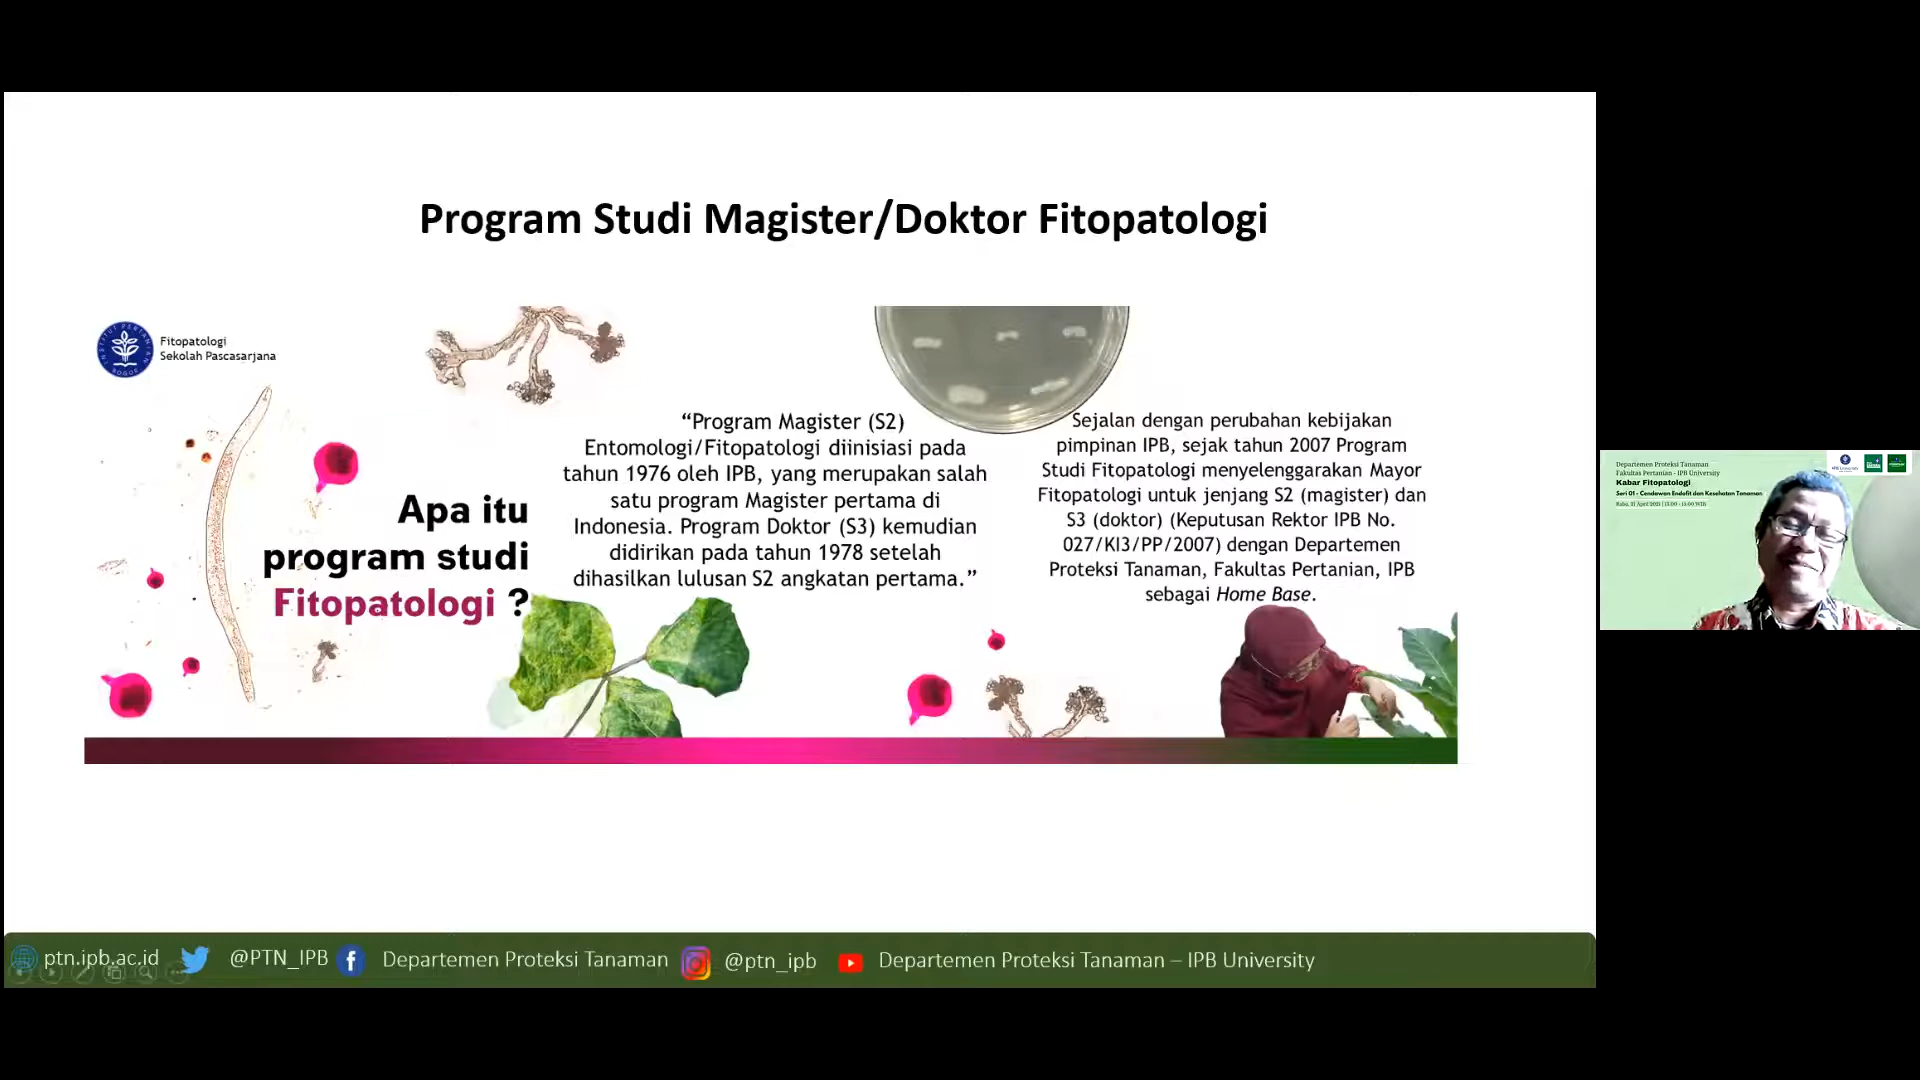 Program Studi Magister/Doktor Fitopatologi
Fitopatologi
Sekolah Pascasarjana
Apa itu
program studi
Fitopatologi ?
“Program Magister (S2)
Entomologi/Fitopatologi diinisiasi pada
tahun 1976 oleh IPB, yang merupakan salah
satu program Magister pertama di
Indonesia. Program Doktor (S3) kemudian
didirikan pada tahun 1978 setelah
dihasilkan lulusan S2 angkatan pertama.”
Sejalan dengan perubahan kebijakan
pimpinan IPB, sejak tahun 2007 Program
Studi Fitopatologi menyelenggarakan Mayor
Fitopatologi untuk jenjang S2 (magister) dan
S3 (doktor) (Keputusan Rektor IPB No.
027/KI3/PP/2007) dengan Departemen
Proteksi Tanaman, Fakultas Pertanian, IPB
sebagai Home Base.
ptn.ipb.ac.id @PTN_IPB Departemen Proteksi Tanaman @ptn_ipb Departemen Proteksi Tanaman – IPB University
Departemen Proteksi Tanaman
Fakultas Pertanian - IPB University
Kabar Fitopatologi
Seri 01 - Cendawan Endofit dan Kesehatan Tanaman